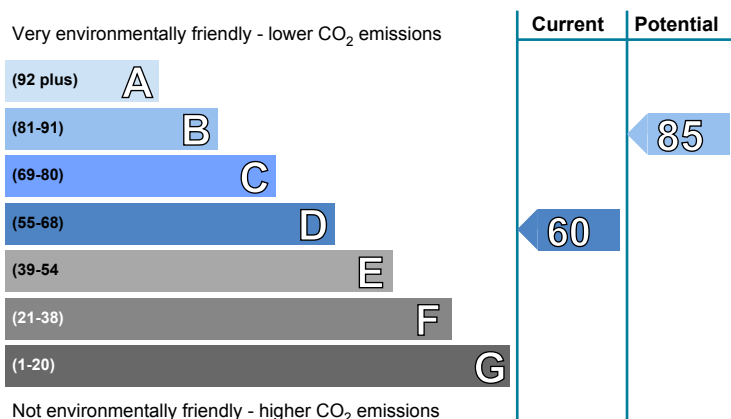 Very environmentally friendly - lower CO₂ emissions
Current Potential
(92 plus) A
(81-91) B
85
(69-80) C
(55-68) D
60
(39-54 E
(21-38) F
(1-20) G
Not environmentally friendly - higher CO₂ emissions